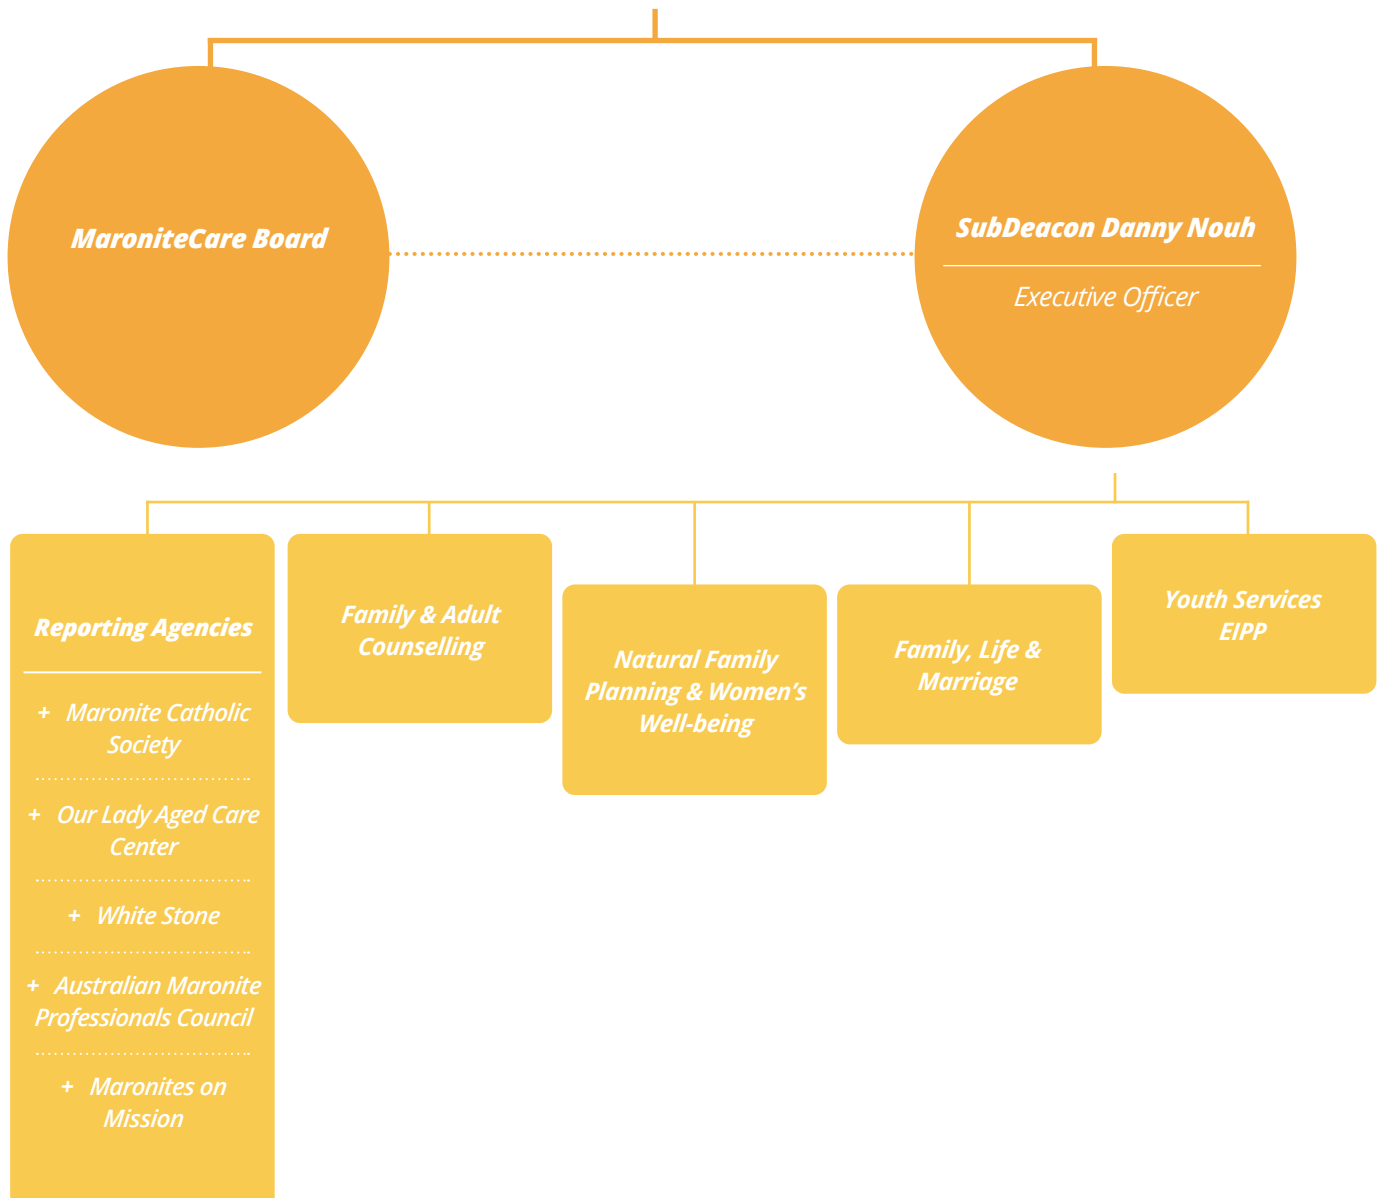 MaroniteCare Board
SubDeacon Danny Nouh
Executive Officer
Reporting Agencies
+ Maronite Catholic
Society
+ Our Lady Aged Care
Center
+ White Stone
+ Australian Maronite
Professionals Council
+ Maronites on
Mission
Family & Adult
Counselling
Natural Family
Planning & Women’s
Well-being
Family, Life &
Marriage
Youth Services
EIPP